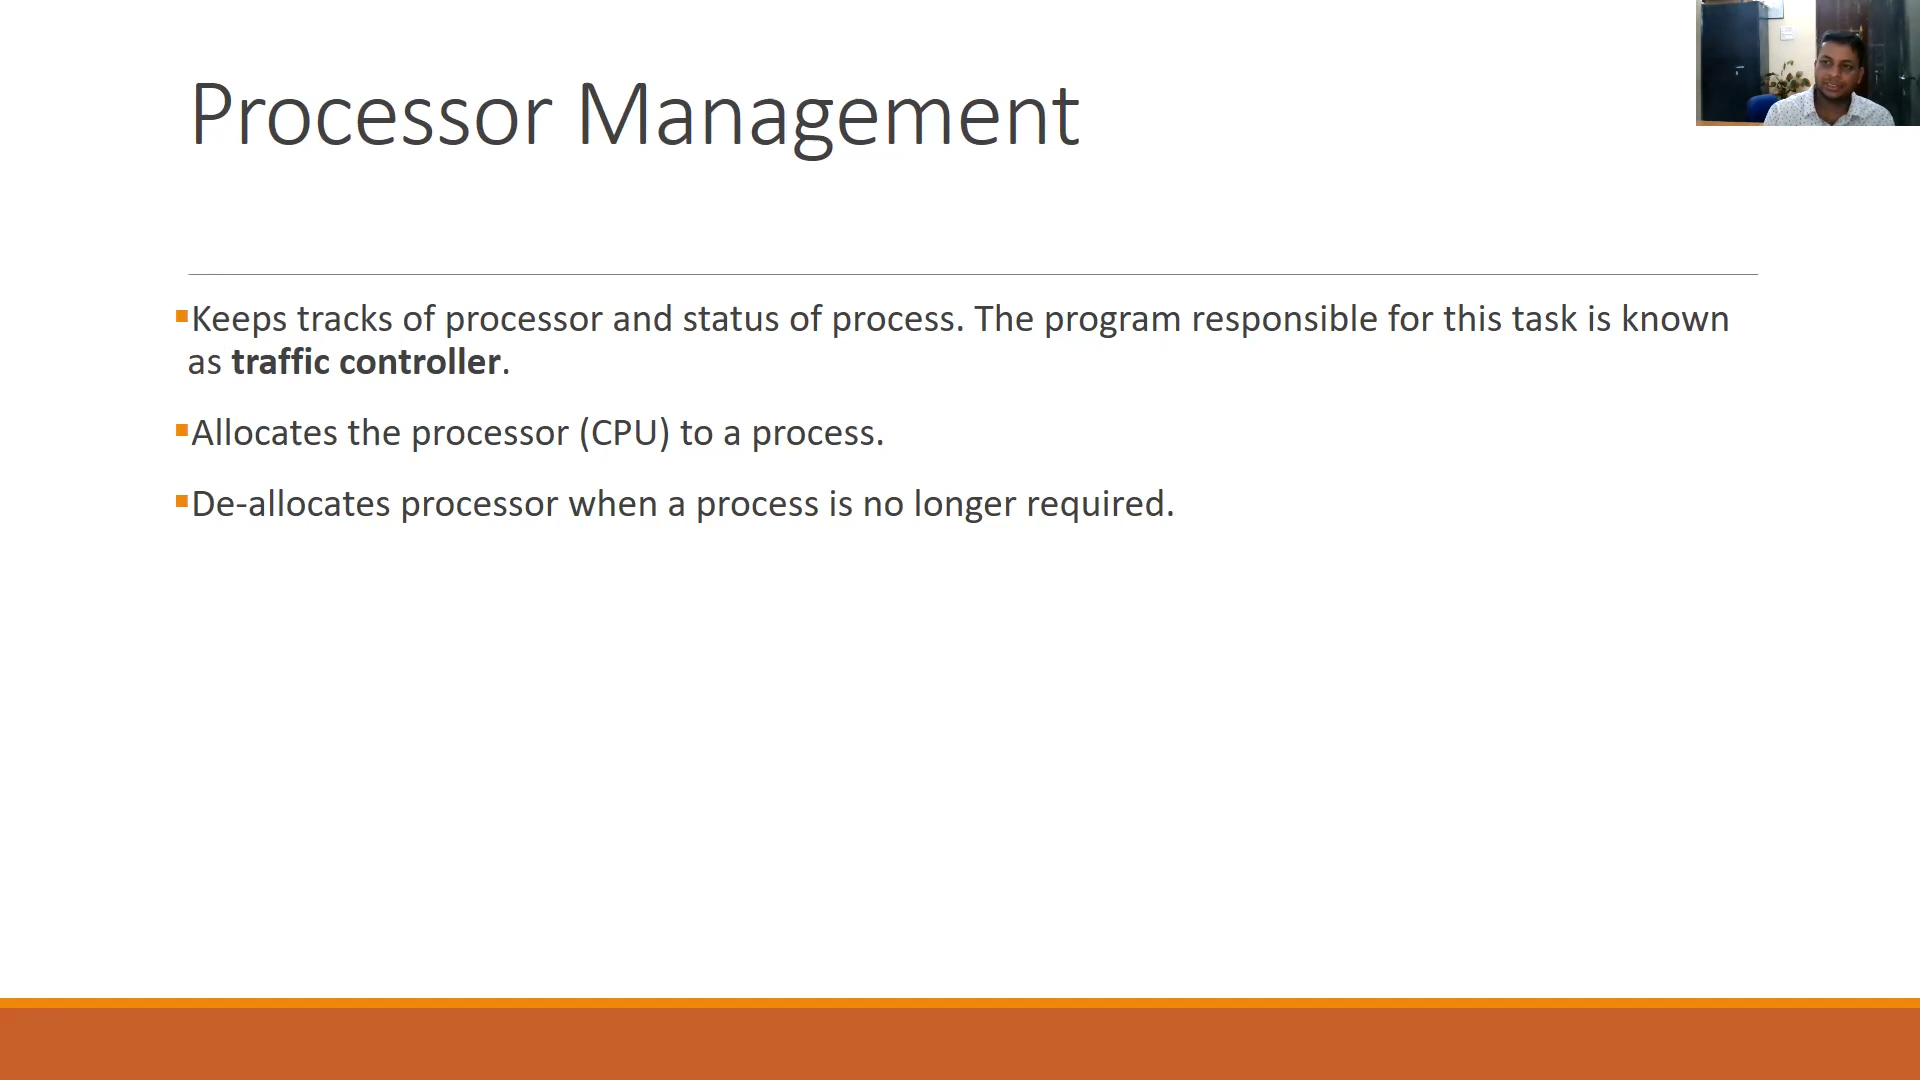 Processor Management
▪Keeps tracks of processor and status of process. The program responsible for this task is known
as traffic controller.
▪Allocates the processor (CPU) to a process.
▪De-allocates processor when a process is no longer required.